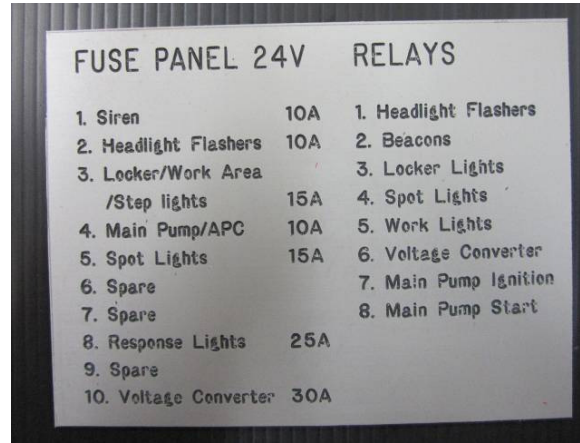 FUSE PANEL 24V
1. Siren 10A
2. Headlight Flashers 10A
3. Locker/Work Area
/Step lights 15A
4. Main Pump/APC 10A
5. Spot Lights 15A
6. Spare
7. Spare
8. Response Lights 25A
9. Spare
10. Voltage Converter 30A
RELAYS
1. Headlight Flashers
2. Beacons
3. Locker Lights
4. Spot Lights
5. Work Lights
6. Voltage Converter
7. Main Pump Ignition
8. Main Pump Start